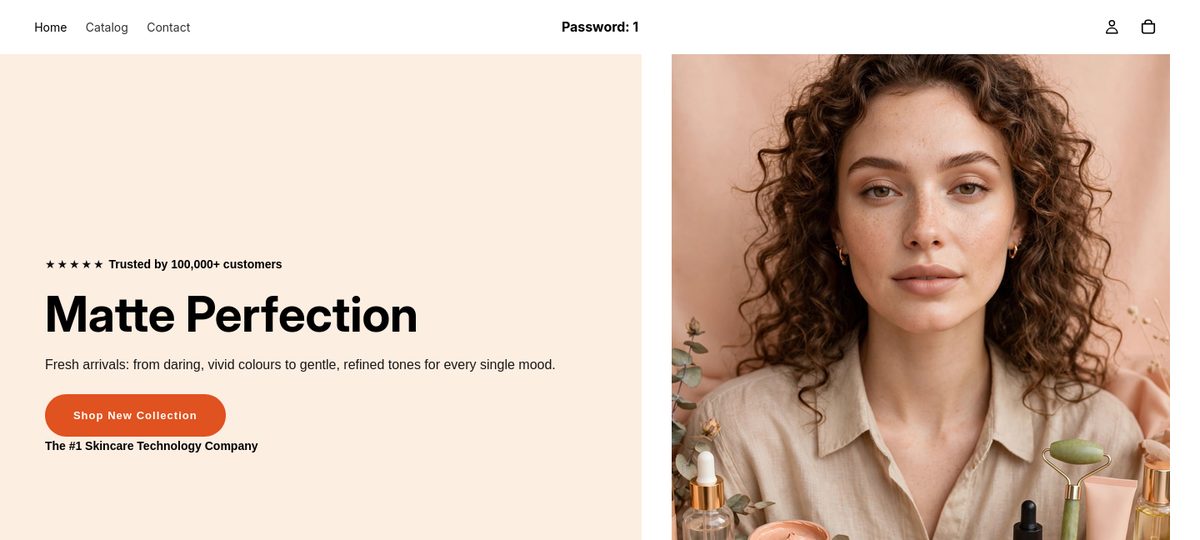 Home Catalog Contact Password: 1
★★★★★ Trusted by 100,000+ customers
Matte Perfection
Fresh arrivals: from daring, vivid colours to gentle, refined tones for every single mood.
Shop New Collection
The #1 Skincare Technology Company